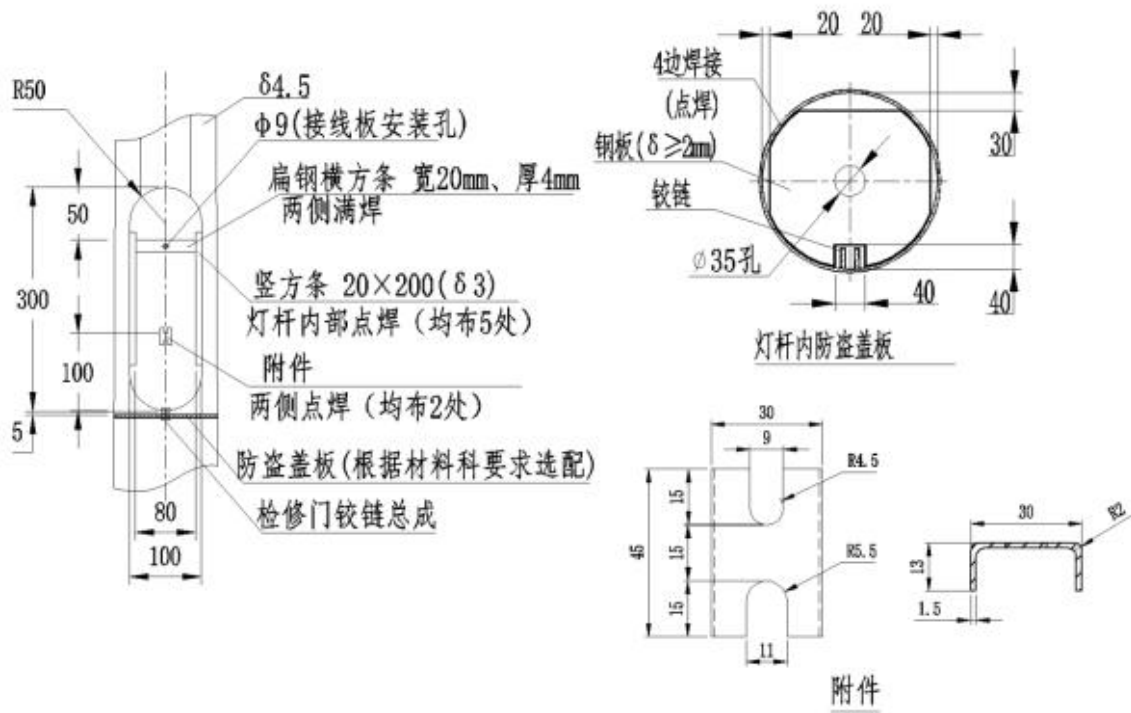 R50
δ4.5
φ9(接线板安装孔)
扁钢横方条 宽20mm、厚4mm
两侧满焊
50
300
竖方条 20×200(δ3)
灯杆内部点焊（均布5处）
100
附件
两侧点焊（均布2处）
5
防盗盖板(根据材料科要求选配)
检修门铰链总成
80
100
20 20
4边焊接
(点焊)
30
钢板(δ≥2mm)
铰链
∅35孔
40
40
灯杆内防盗盖板
30
9
R4.5
15
45
15
R5.5
15
11
30
R2
13
1.5
附件